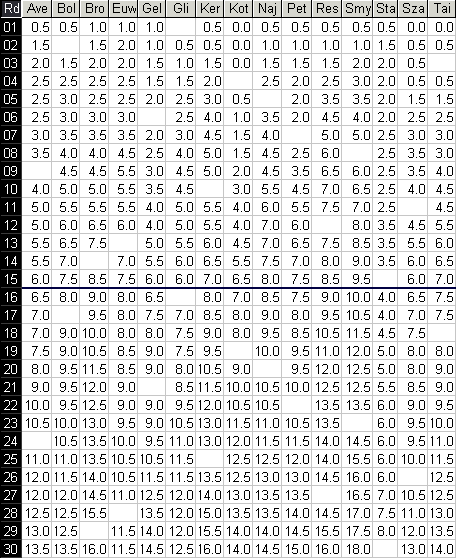 Rd Ave Bol Bro Euw Gel Gli Ker Kot Naj Pet Res Smy Sta Sza Tai
01 0.5 0.5 1.0 1.0 1.0 0.5 0.0 0.5 0.0 0.5 0.0 1.0 0.0 0.5
02 1.5 1.5 2.0 1.0 0.5 1.0 0.0 1.0 1.0 1.0 1.0 1.5 0.5 0.5
03 2.0 1.5 2.0 2.0 1.5 1.0 1.5 0.0 1.5 1.5 1.5 2.0 2.0 0.5
04 2.5 2.5 2.5 2.5 1.5 1.5 2.0 2.5 2.0 2.5 3.0 2.0 0.5 0.5
05 2.5 3.0 2.5 2.5 2.0 2.5 3.0 0.5 2.0 3.5 3.5 2.0 1.5 1.5
06 2.5 3.0 3.0 3.0 2.5 4.0 1.0 3.5 2.0 4.5 4.0 2.0 2.5 2.5
07 3.0 3.5 3.5 3.5 2.0 3.0 4.5 1.5 4.0 5.0 5.0 2.5 3.0 3.0
08 3.5 4.0 4.0 4.5 2.5 4.0 5.0 1.5 4.5 2.5 6.0 2.5 3.5 3.0
09 4.5 4.5 5.5 3.0 4.5 5.0 2.0 4.5 3.5 6.5 6.0 2.5 3.5 4.0
10 4.0 5.0 5.0 5.5 3.5 4.5 3.0 5.5 4.5 7.0 6.5 2.5 4.0 4.5
11 5.0 5.5 5.5 5.5 4.0 5.0 5.5 4.0 6.0 5.5 7.5 7.0 2.5 4.5
12 5.0 6.0 6.5 6.0 4.0 5.0 5.5 4.0 7.0 6.0 8.0 3.5 4.5 5.5
13 5.5 6.5 7.5 5.0 5.5 6.0 4.5 7.0 6.5 7.5 8.5 3.5 5.5 6.0
14 5.5 7.0 7.0 5.5 6.0 6.5 5.5 7.5 7.0 8.0 9.0 3.5 6.0 6.5
15 6.0 7.5 8.5 7.5 6.0 6.0 7.0 6.5 8.0 7.5 8.5 9.5 6.0 7.0
16 6.5 8.0 9.0 8.0 6.5 8.0 7.0 8.5 7.5 9.0 10.0 4.0 6.5 7.5
17 7.0 9.5 8.0 7.5 7.0 8.5 8.0 9.0 8.0 9.5 10.5 4.0 7.0 7.5
18 7.0 9.0 10.0 8.0 8.0 7.5 9.0 8.0 9.5 8.5 10.5 11.5 4.5 7.5
19 7.5 9.0 10.5 8.5 9.0 7.5 9.5 10.0 9.5 11.0 12.0 5.0 8.0 8.0
20 8.0 9.5 11.5 8.5 9.0 8.0 10.5 9.0 9.5 12.0 12.5 5.0 8.0 9.0
21 9.0 9.5 12.0 9.0 8.5 11.5 10.0 10.5 10.0 12.5 12.5 5.5 8.5 9.0
22 10.0 9.5 12.5 9.0 9.0 9.5 12.0 10.5 10.5 13.5 13.5 6.0 9.5 9.0
23 10.5 10.0 13.0 9.5 9.0 10.5 13.0 11.5 11.0 10.5 13.5 6.0 9.5 10.0
24 10.5 13.5 10.0 9.5 11.0 13.0 12.0 11.5 11.5 14.0 14.5 6.0 9.5 11.0
25 11.0 11.0 13.5 10.5 10.5 11.5 12.5 12.5 12.0 14.0 15.5 6.0 10.0 11.5
26 12.0 11.5 14.0 10.5 11.5 11.5 13.5 12.5 13.0 13.0 14.5 16.0 6.0 12.5
27 12.0 12.0 14.5 11.0 12.5 12.0 14.0 13.0 13.5 13.5 16.5 7.0 10.5 12.5
28 12.5 12.5 15.5 13.5 12.0 15.0 13.5 13.5 14.0 14.5 17.0 7.5 11.0 13.0
29 13.0 12.5 11.5 14.0 12.0 15.5 14.0 14.0 14.5 15.5 17.5 8.0 12.0 13.5
30 13.5 13.5 16.0 11.5 14.5 12.5 16.0 14.0 14.5 15.0 16.0 18.0 13.0 14.0